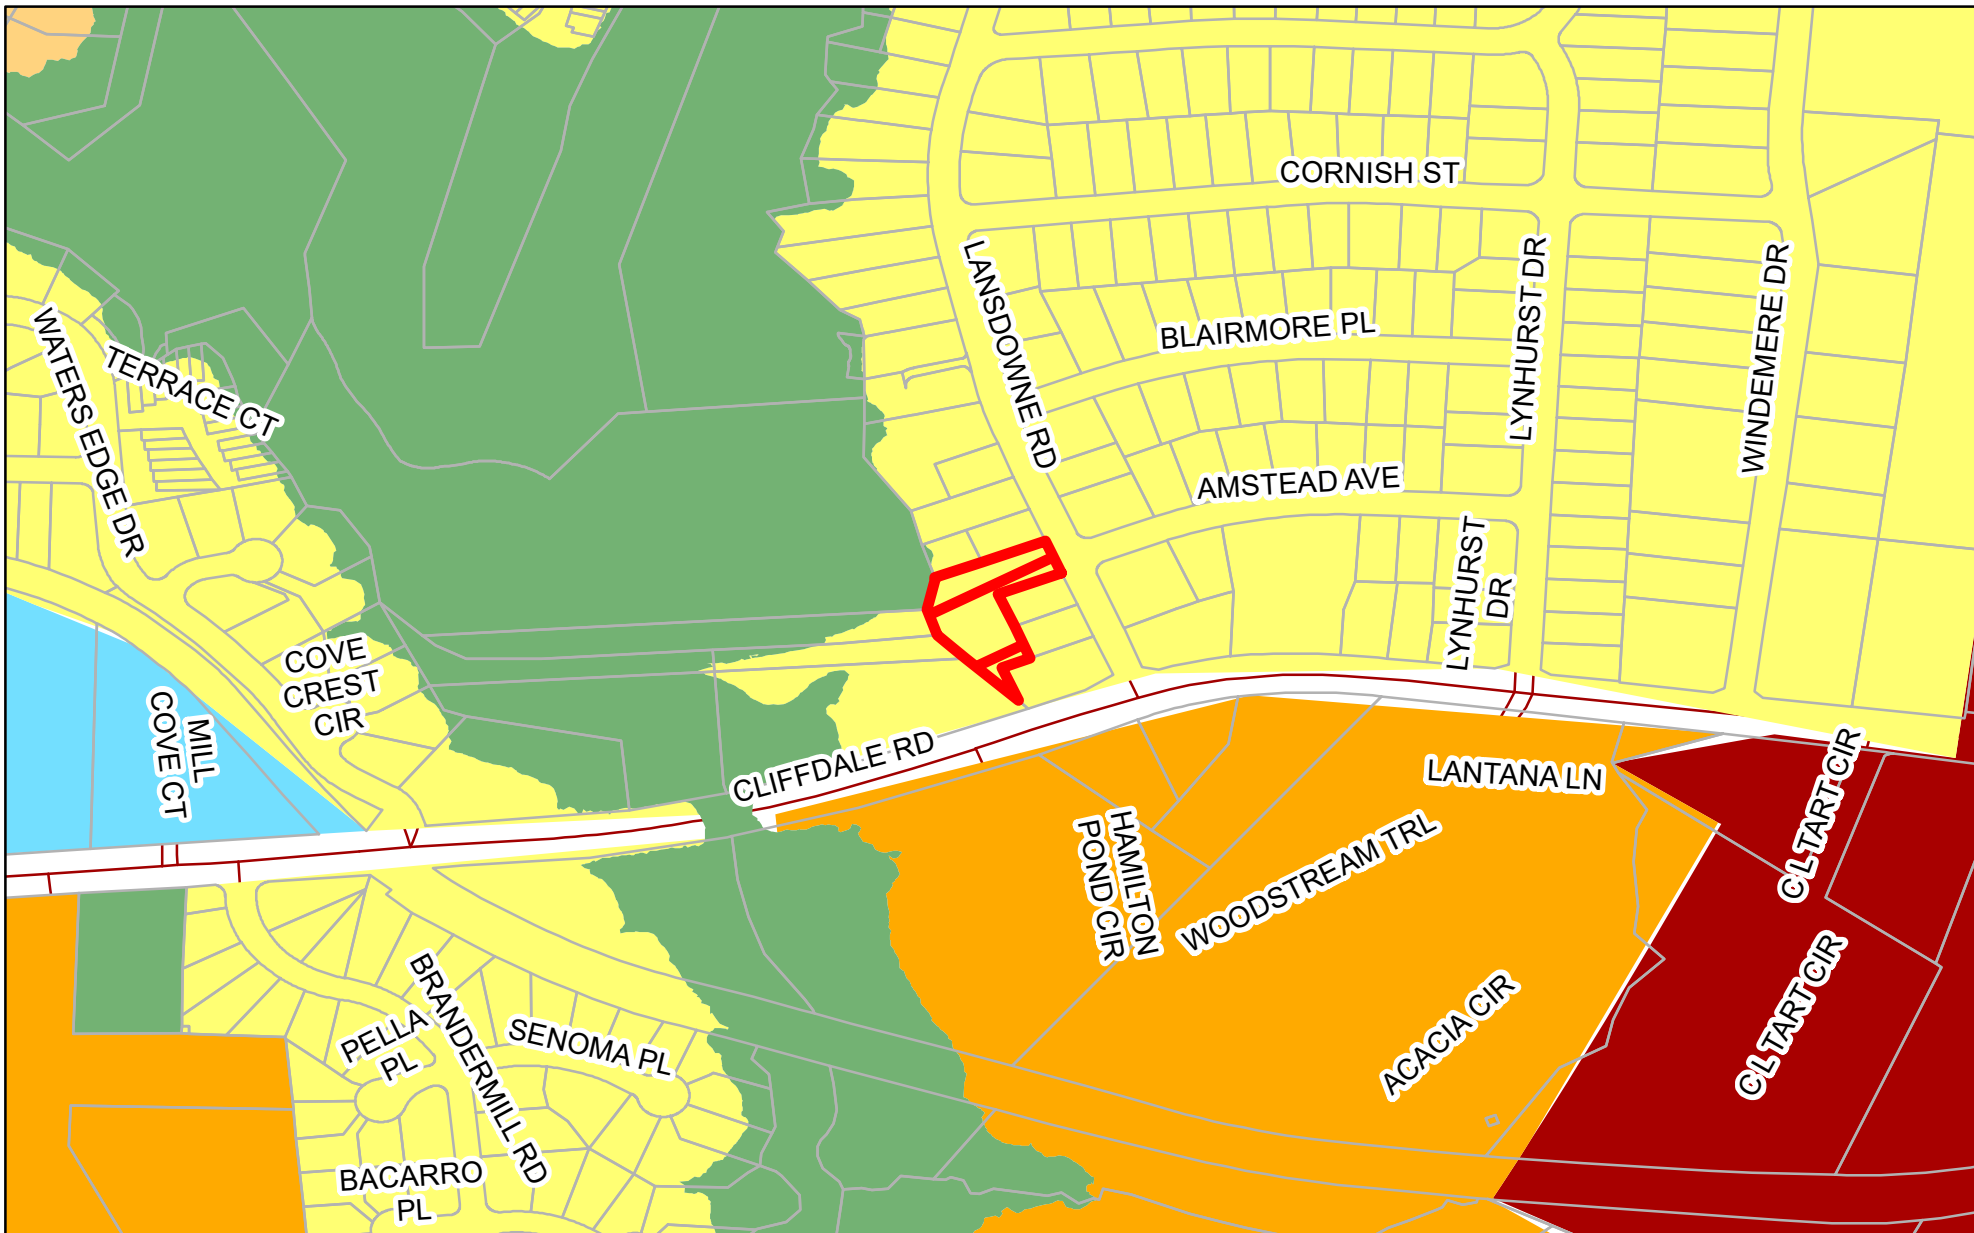 CORNISH ST
LANSDOWNE RD
LYNHURST DR
WINDEMERE DR
BLAIRMORE PL
WATERS EDGE DR
TERRACE CT
AMSTEAD AVE
LYNHURST
DR
COVE
CREST
CIR
MILL
COVE CT
CLIFFDALE RD
LANTANA LN
C L TART CIR
HAMILTON
POND CIR
WOODSTREAM TRL
C L TART CIR
ACACIA CIR
BRANDERMILL RD
PELLA
PL
SENOMA PL
BACARRO
PL